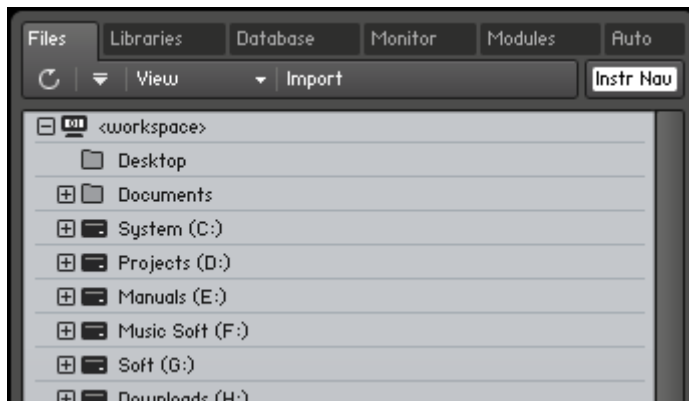 Files Libraries Database Monitor Modules Auto
View Import Instr Nav
<workspace>
Desktop
Documents
System (C:)
Projects (D:)
Manuals (E:)
Music Soft (F:)
Soft (G:)
Downloads (H:)